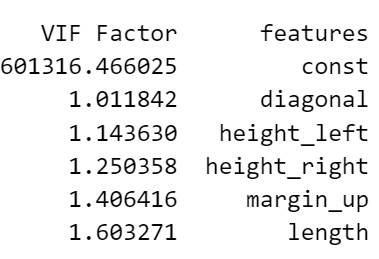 VIF Factor features
601316.466025 const
1.011842 diagonal
1.143630 height_left
1.250358 height_right
1.406416 margin_up
1.603271 length